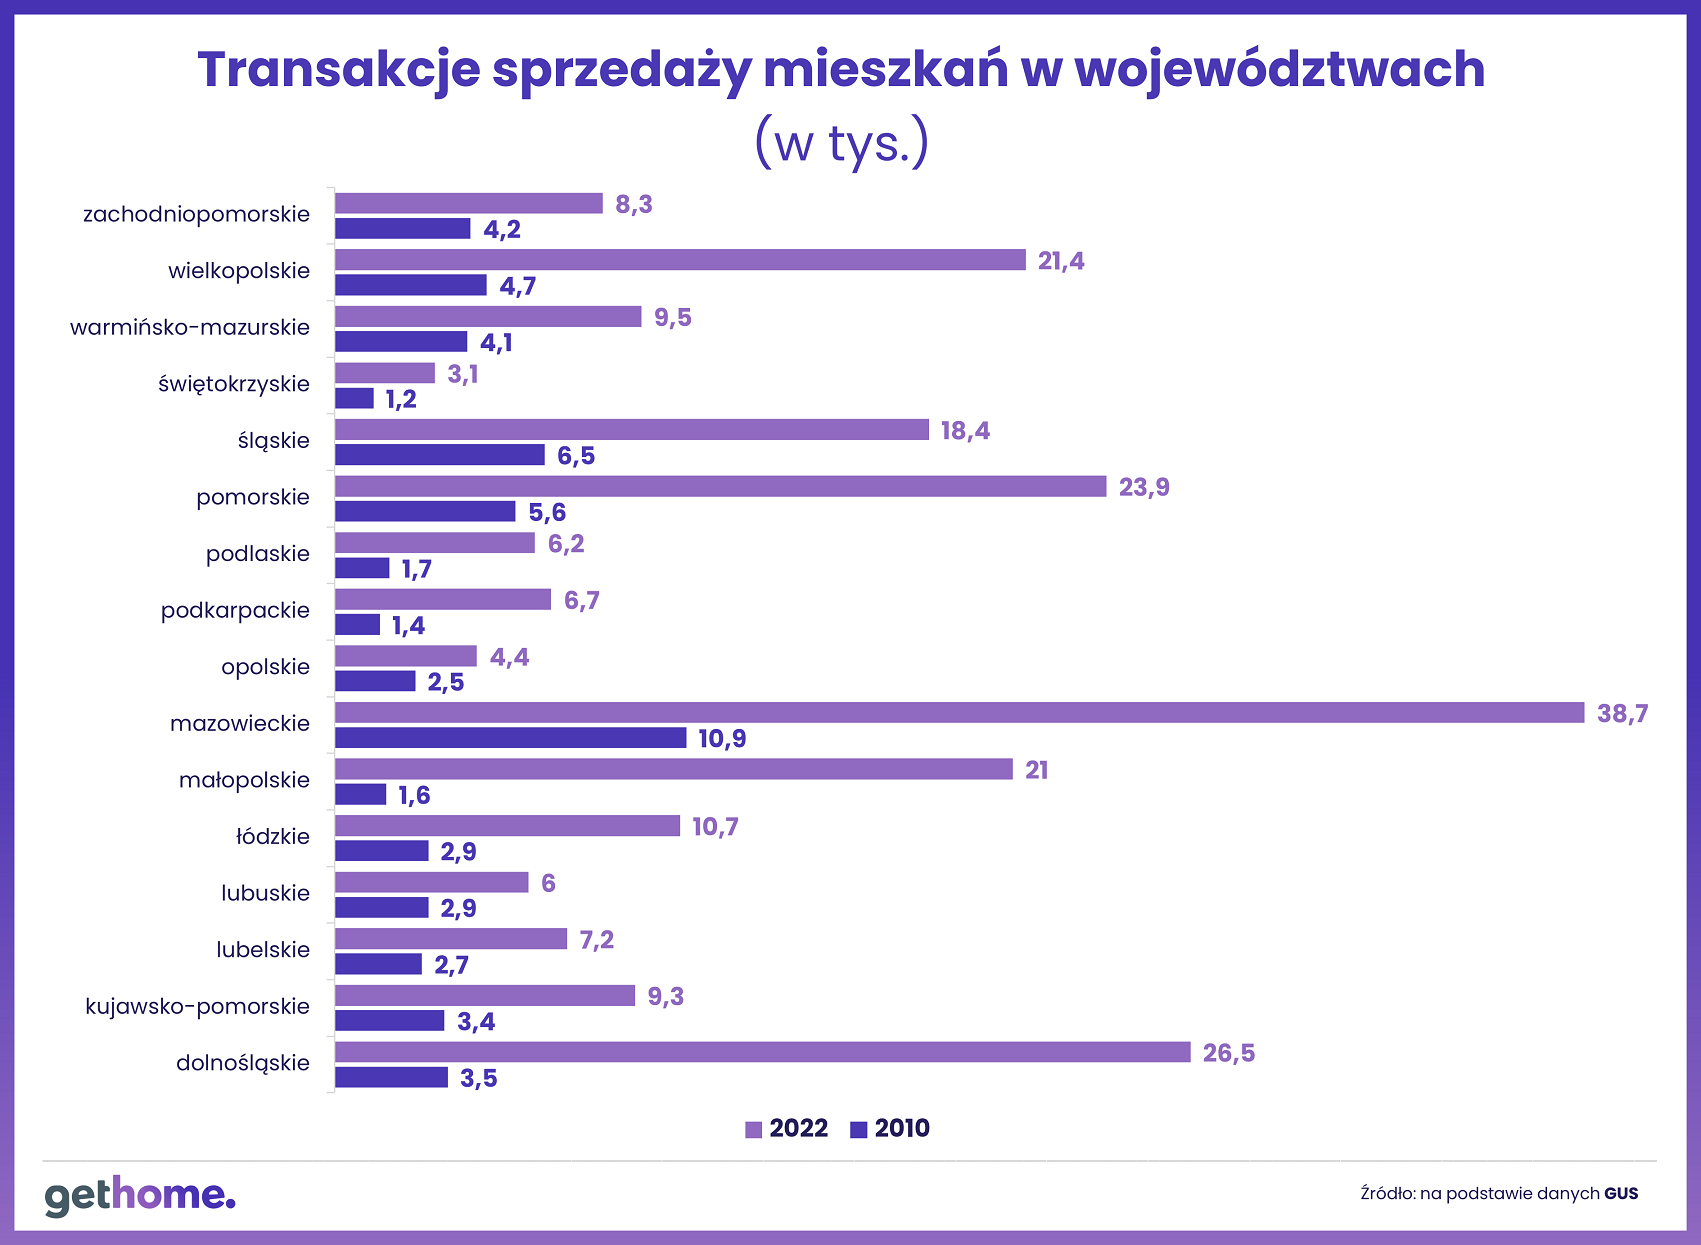 Transakcje sprzedaży mieszkań w województwach
(w tys.)
zachodniopomorskie
8,3
4,2
wielkopolskie
21,4
4,7
warmińsko-mazurskie
9,5
4,1
świętokrzyskie
3,1
1,2
śląskie
18,4
6,5
pomorskie
23,9
5,6
podlaskie
6,2
1,7
podkarpackie
6,7
1,4
opolskie
4,4
2,5
mazowieckie
38,7
10,9
małopolskie
21
1,6
łódzkie
10,7
2,9
lubuskie
6
2,9
lubelskie
7,2
2,7
kujawsko-pomorskie
9,3
3,4
dolnośląskie
26,5
3,5
2022 2010
gethome.
Źródło: na podstawie danych GUS